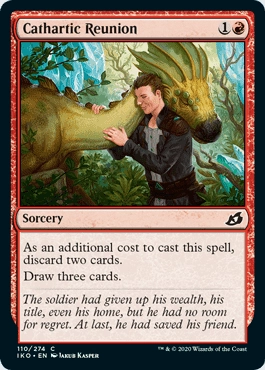 Cathartic Reunion 1
Sorcery
As an additional cost to cast this spell,
discard two cards.
Draw three cards.
The soldier had given up his wealth, his
title, even his home, but he had no room
for regret. At last, he had saved his friend.
110/274 C
IKO • EN Jakub Kasper
™ & © 2020 Wizards of the Coast